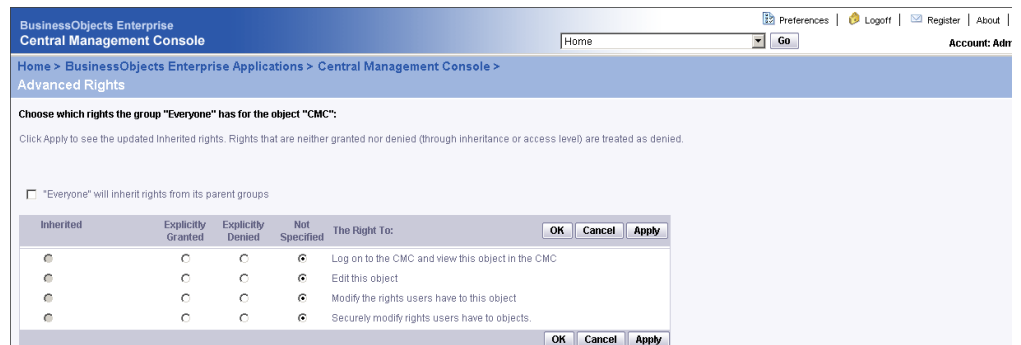 BusinessObjects Enterprise
Central Management Console
Preferences | Logoff | Register | About |
Home Go
Account: Adm
Home > BusinessObjects Enterprise Applications > Central Management Console >
Advanced Rights
Choose which rights the group "Everyone" has for the object "CMC":
Click Apply to see the updated Inherited rights. Rights that are neither granted nor denied (through inheritance or access level) are treated as denied.
"Everyone" will inherit rights from its parent groups
Inherited Explicitly Granted Explicitly Denied Not Specified The Right To: OK Cancel Apply
Log on to the CMC and view this object in the CMC
Edit this object
Modify the rights users have to this object
Securely modify rights users have to objects.
OK Cancel Apply